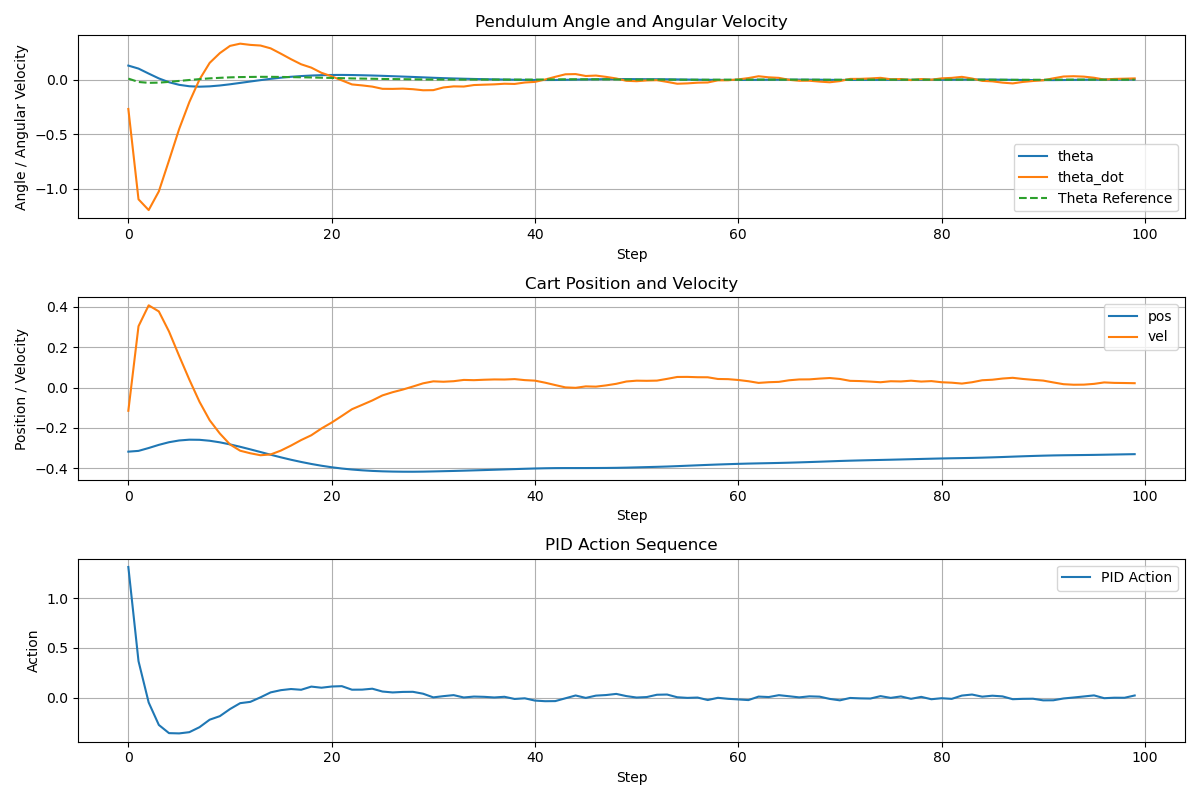 Pendulum Angle and Angular Velocity
Angle / Angular Velocity
0.0
−0.5
−1.0
theta
theta_dot
Theta Reference
0 20 40 60 80 100
Step
Cart Position and Velocity
Position / Velocity
0.4
0.2
0.0
−0.2
−0.4
pos
vel
0 20 40 60 80 100
Step
PID Action Sequence
Action
1.0
0.5
0.0
PID Action
0 20 40 60 80 100
Step